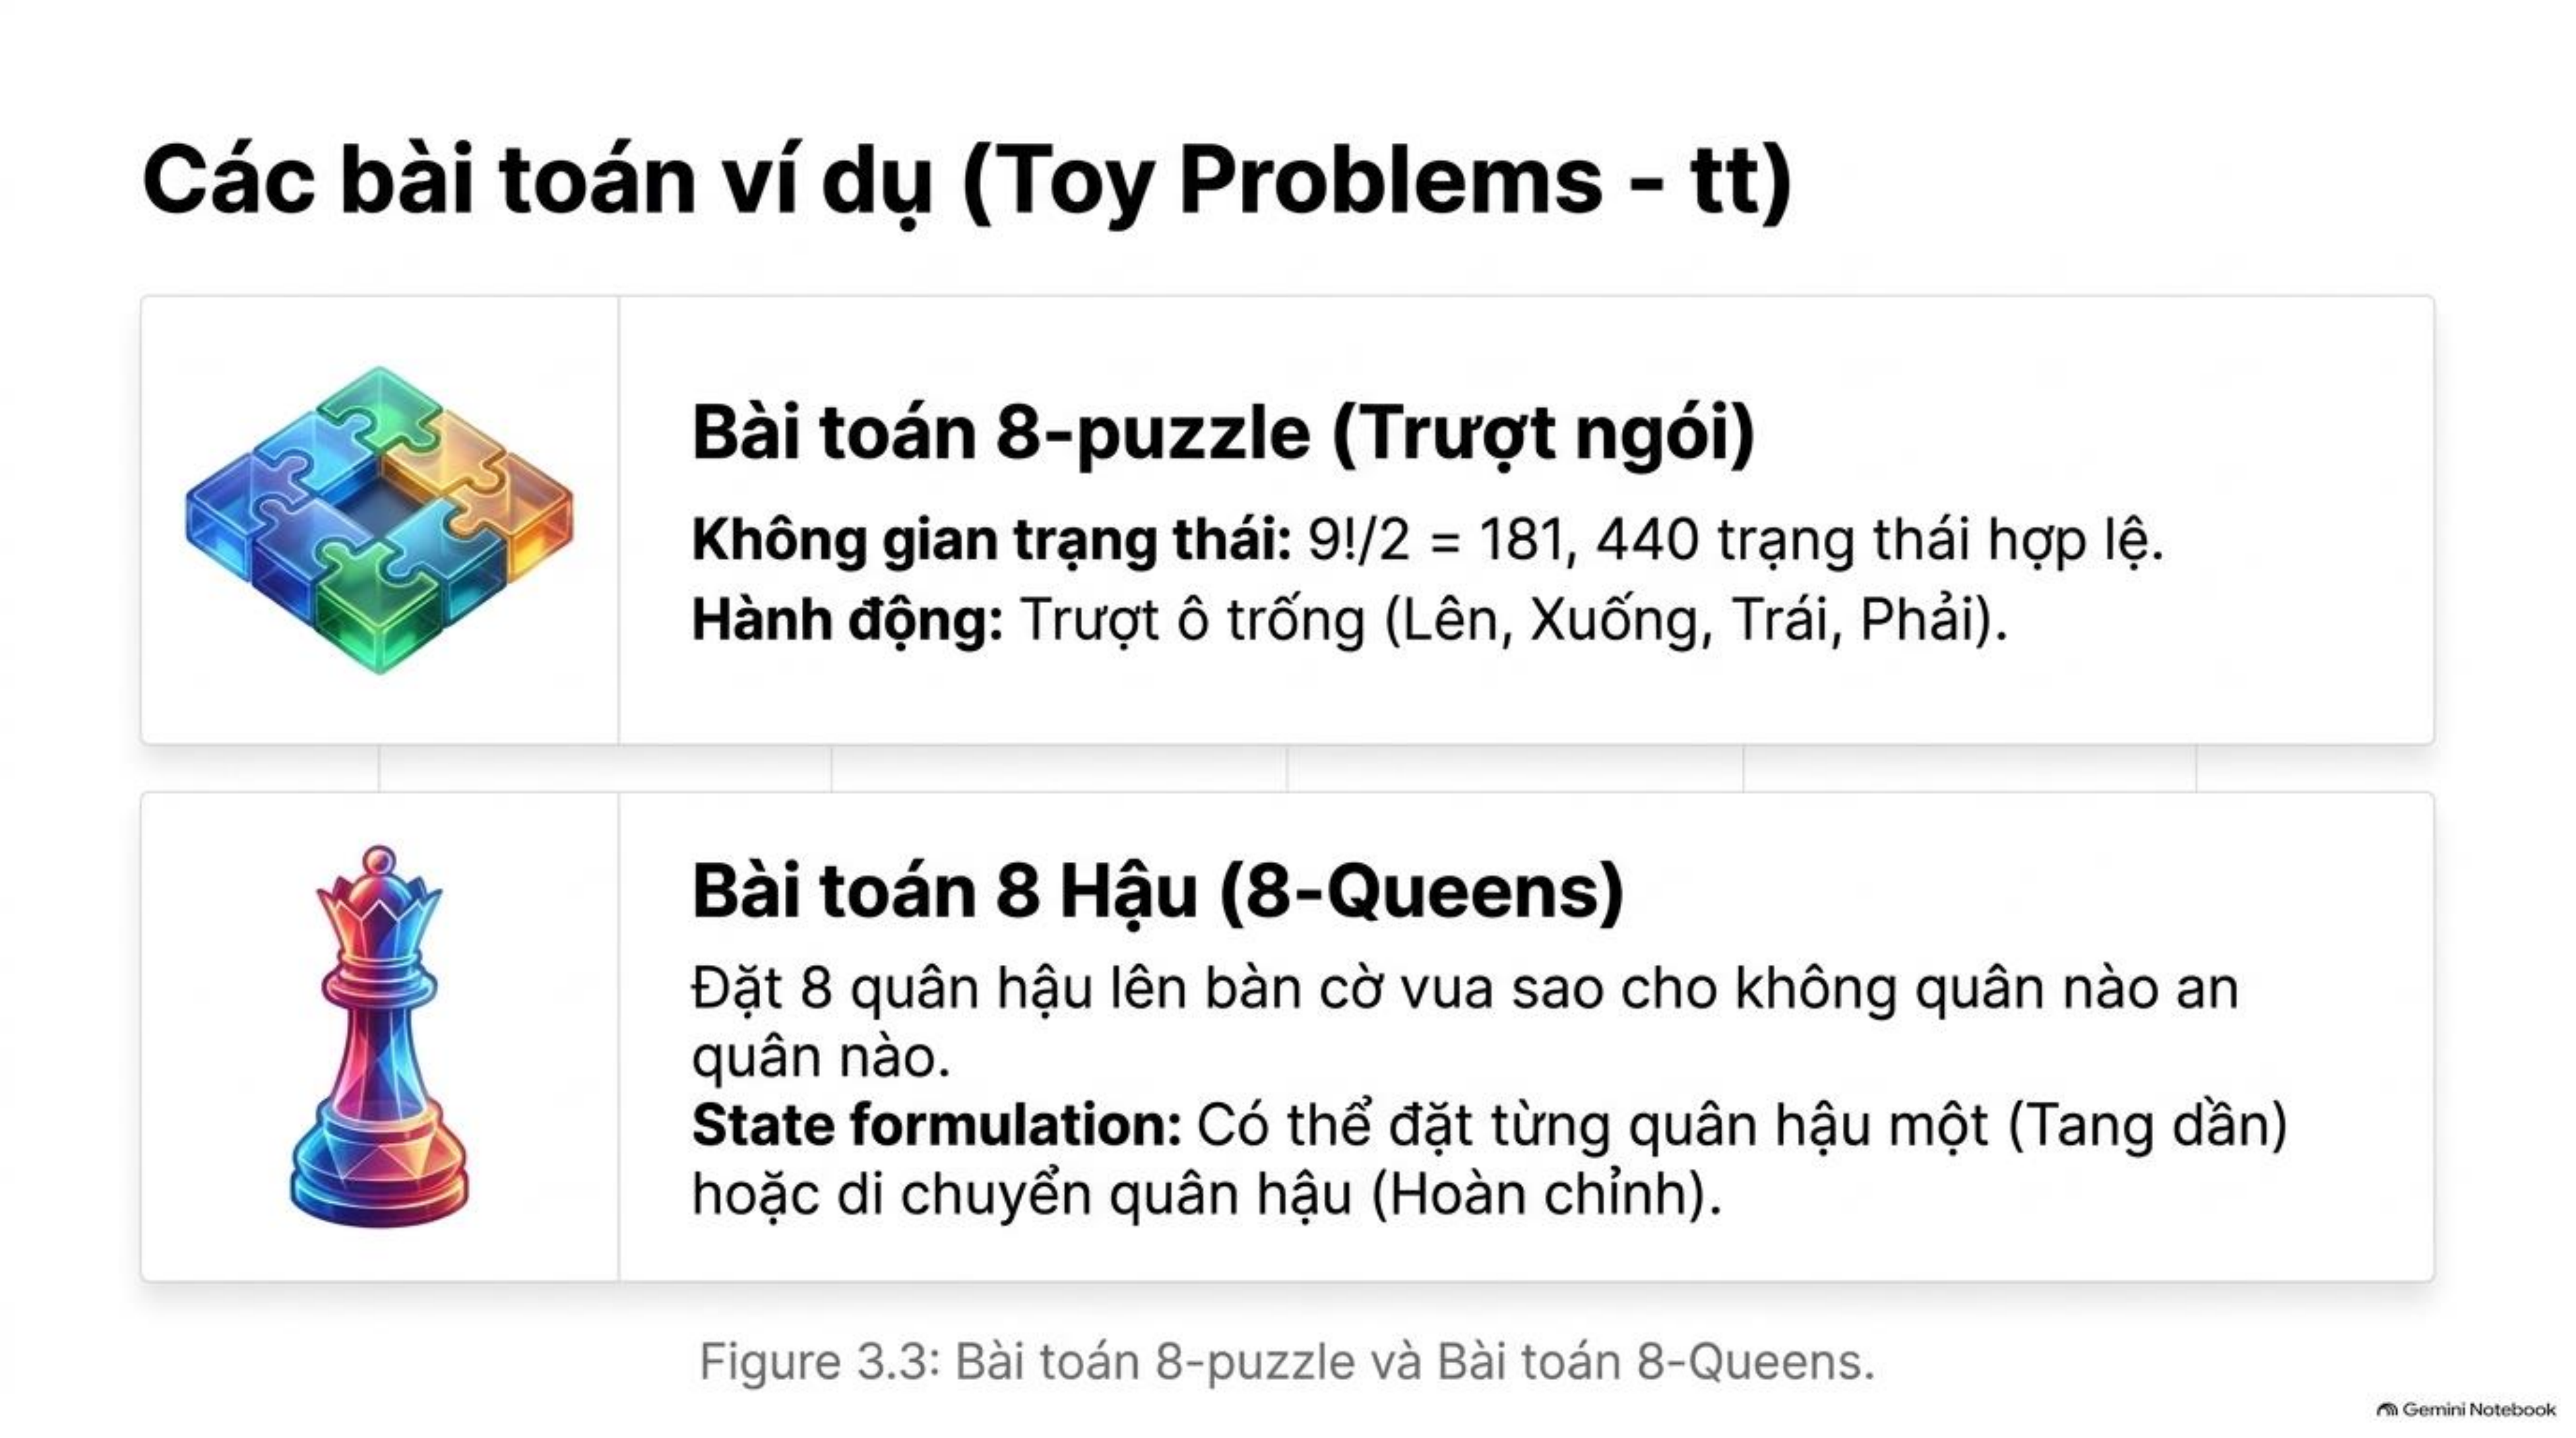 Các bài toán ví dụ (Toy Problems - tt)
Bài toán 8-puzzle (Trượt ngói)
Không gian trạng thái: 9!/2 = 181, 440 trạng thái hợp lệ.
Hành động: Trượt ô trống (Lên, Xuống, Trái, Phải).
Bài toán 8 Hậu (8-Queens)
Đặt 8 quân hậu lên bàn cờ vua sao cho không quân nào an
quân nào.
State formulation: Có thể đặt từng quân hậu một (Tang dần)
hoặc di chuyển quân hậu (Hoàn chỉnh).
Figure 3.3: Bài toán 8-puzzle và Bài toán 8-Queens.
Gemini Notebook